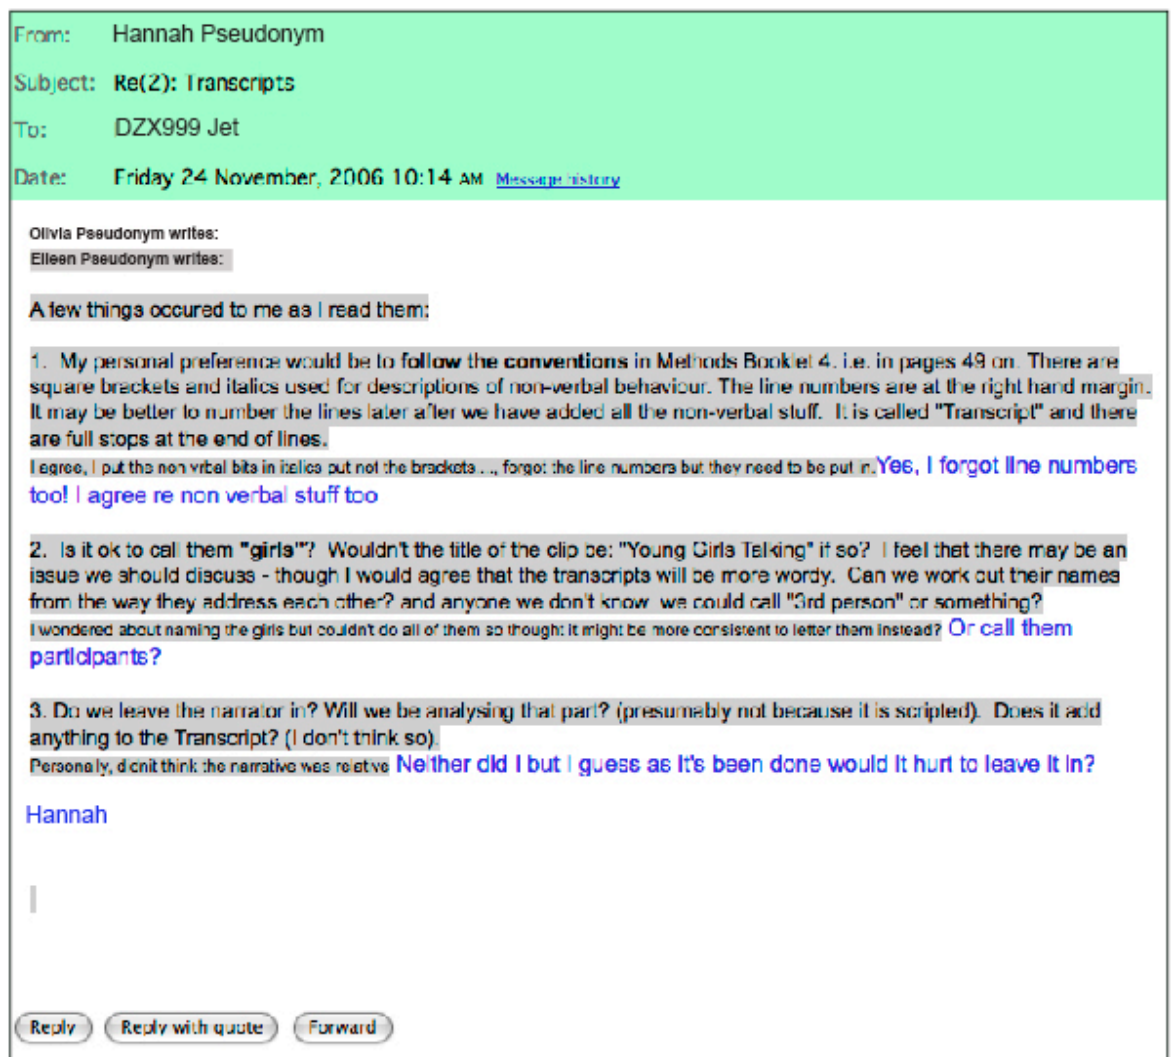 From: Hannah Pseudonym
Subject: Re(2): Transcripts
To: DZX999 Jet
Date: Friday 24 November, 2006 10:14 AM Message history
Olivia Pseudonym writes:
Eileen Pseudonym writes:
A few things occured to me as I read them:
1. My personal preference would be to follow the conventions in Methods Booklet 4. i.e. in pages 49 on. There are
square brackets and italics used for descriptions of non-verbal behaviour. The line numbers are at the right hand margin.
It may be better to number the lines later after we have added all the non-verbal stuff. It is called "Transcript" and there
are full stops at the end of lines.
I agree, I put the non vrbal bits in italics put not the brackets ..., forgot the line numbers but they need to be put in. Yes, I forgot line numbers
too! I agree re non verbal stuff too
2. Is it ok to call them "girls"? Wouldn't the title of the clip be: "Young Girls Talking" if so? I feel that there may be an
issue we should discuss - though I would agree that the transcripts will be more wordy. Can we work out their names
from the way they address each other? and anyone we don't know we could call "3rd person" or something?
I wondered about naming the girls but couldn't do all of them so thought it might be more consistent to letter them instead? Or call them
participants?
3. Do we leave the narrator in? Will we be analysing that part? (presumably not because it is scripted). Does it add
anything to the Transcript? (I don't think so).
Personally, didnit think the narrative was relative Neither did I but I guess as it's been done would it hurt to leave it in?
Hannah
Reply Reply with quote Forward